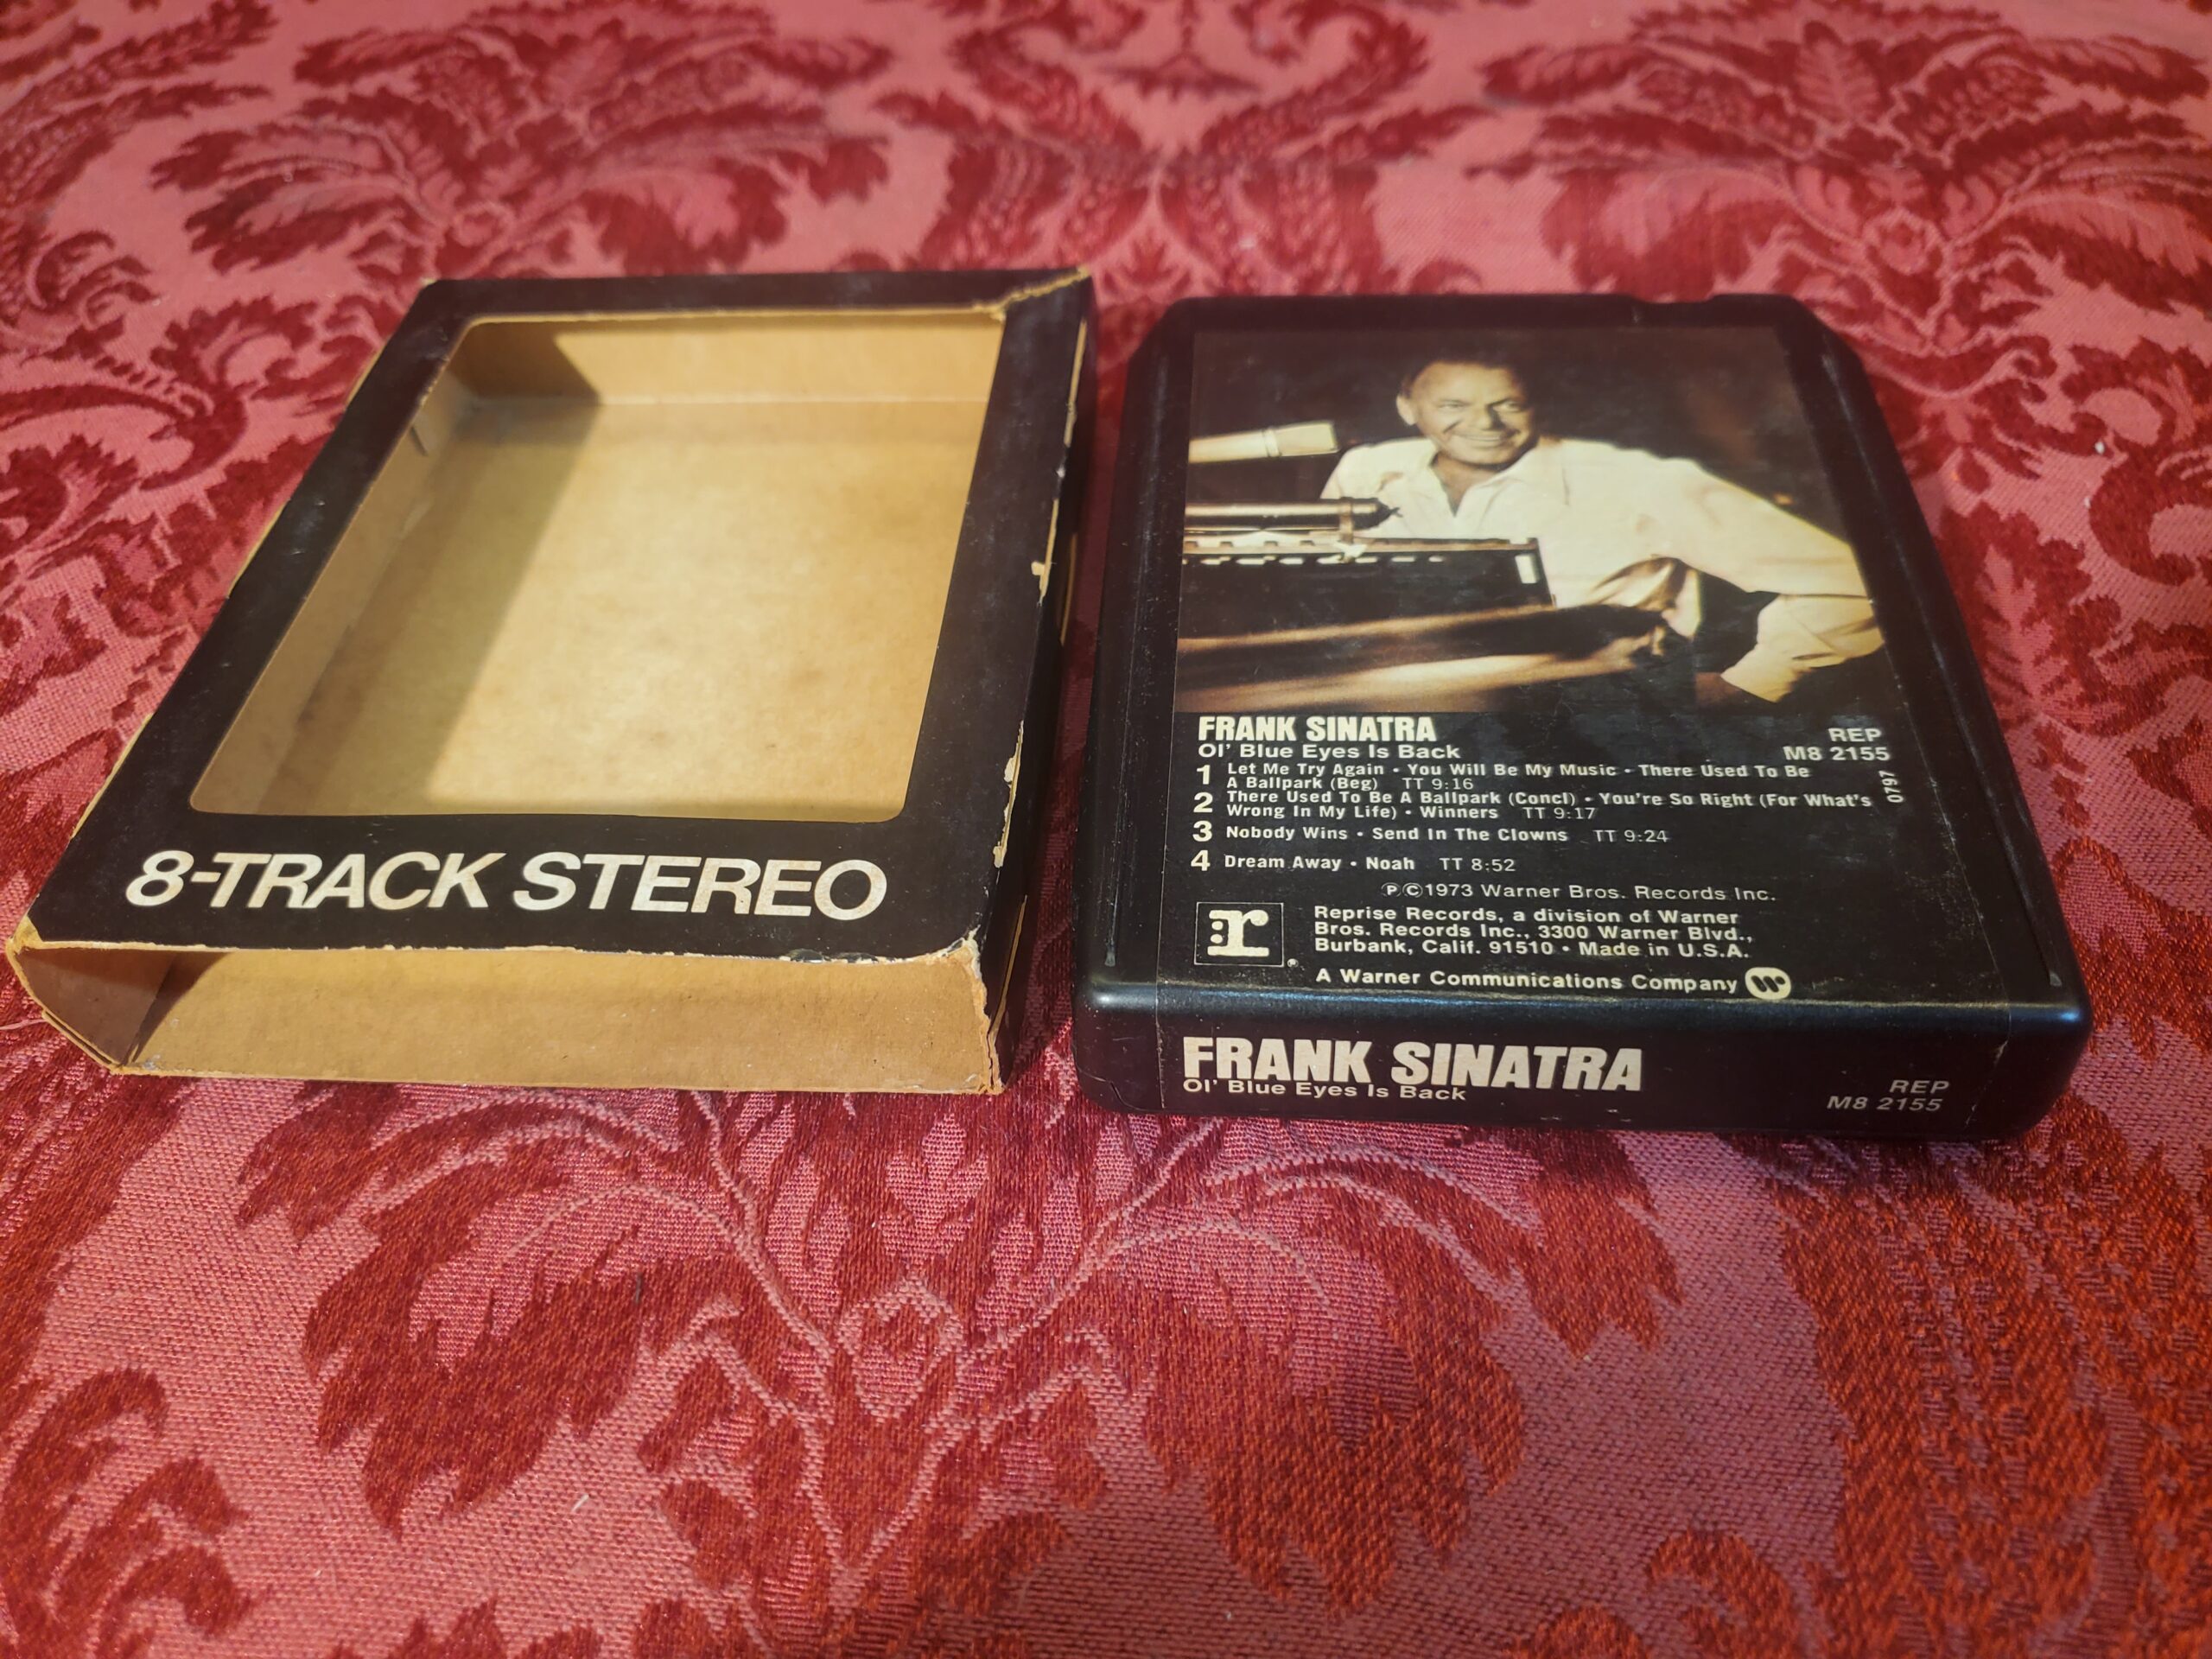 8-TRACK STEREO
FRANK SINATRA
Ol' Blue Eyes Is Back
REP
M8 2155
1 Let Me Try Again • You Will Be My Music • There Used To Be
A Ballpark (Beg) TT 9:16
2 There Used To Be A Ballpark (Concl) • You're So Right (For What's
Wrong In My Life) • Winners TT 9:17
3 Nobody Wins • Send In The Clowns TT 9:24
4 Dream Away • Noah TT 8:52
0797
℗©1973 Warner Bros. Records Inc.
:r
Reprise Records, a division of Warner
Bros. Records Inc., 3300 Warner Blvd.,
Burbank, Calif. 91510 • Made in U.S.A.
A Warner Communications Company
FRANK SINATRA
Ol' Blue Eyes Is Back
REP
M8 2155